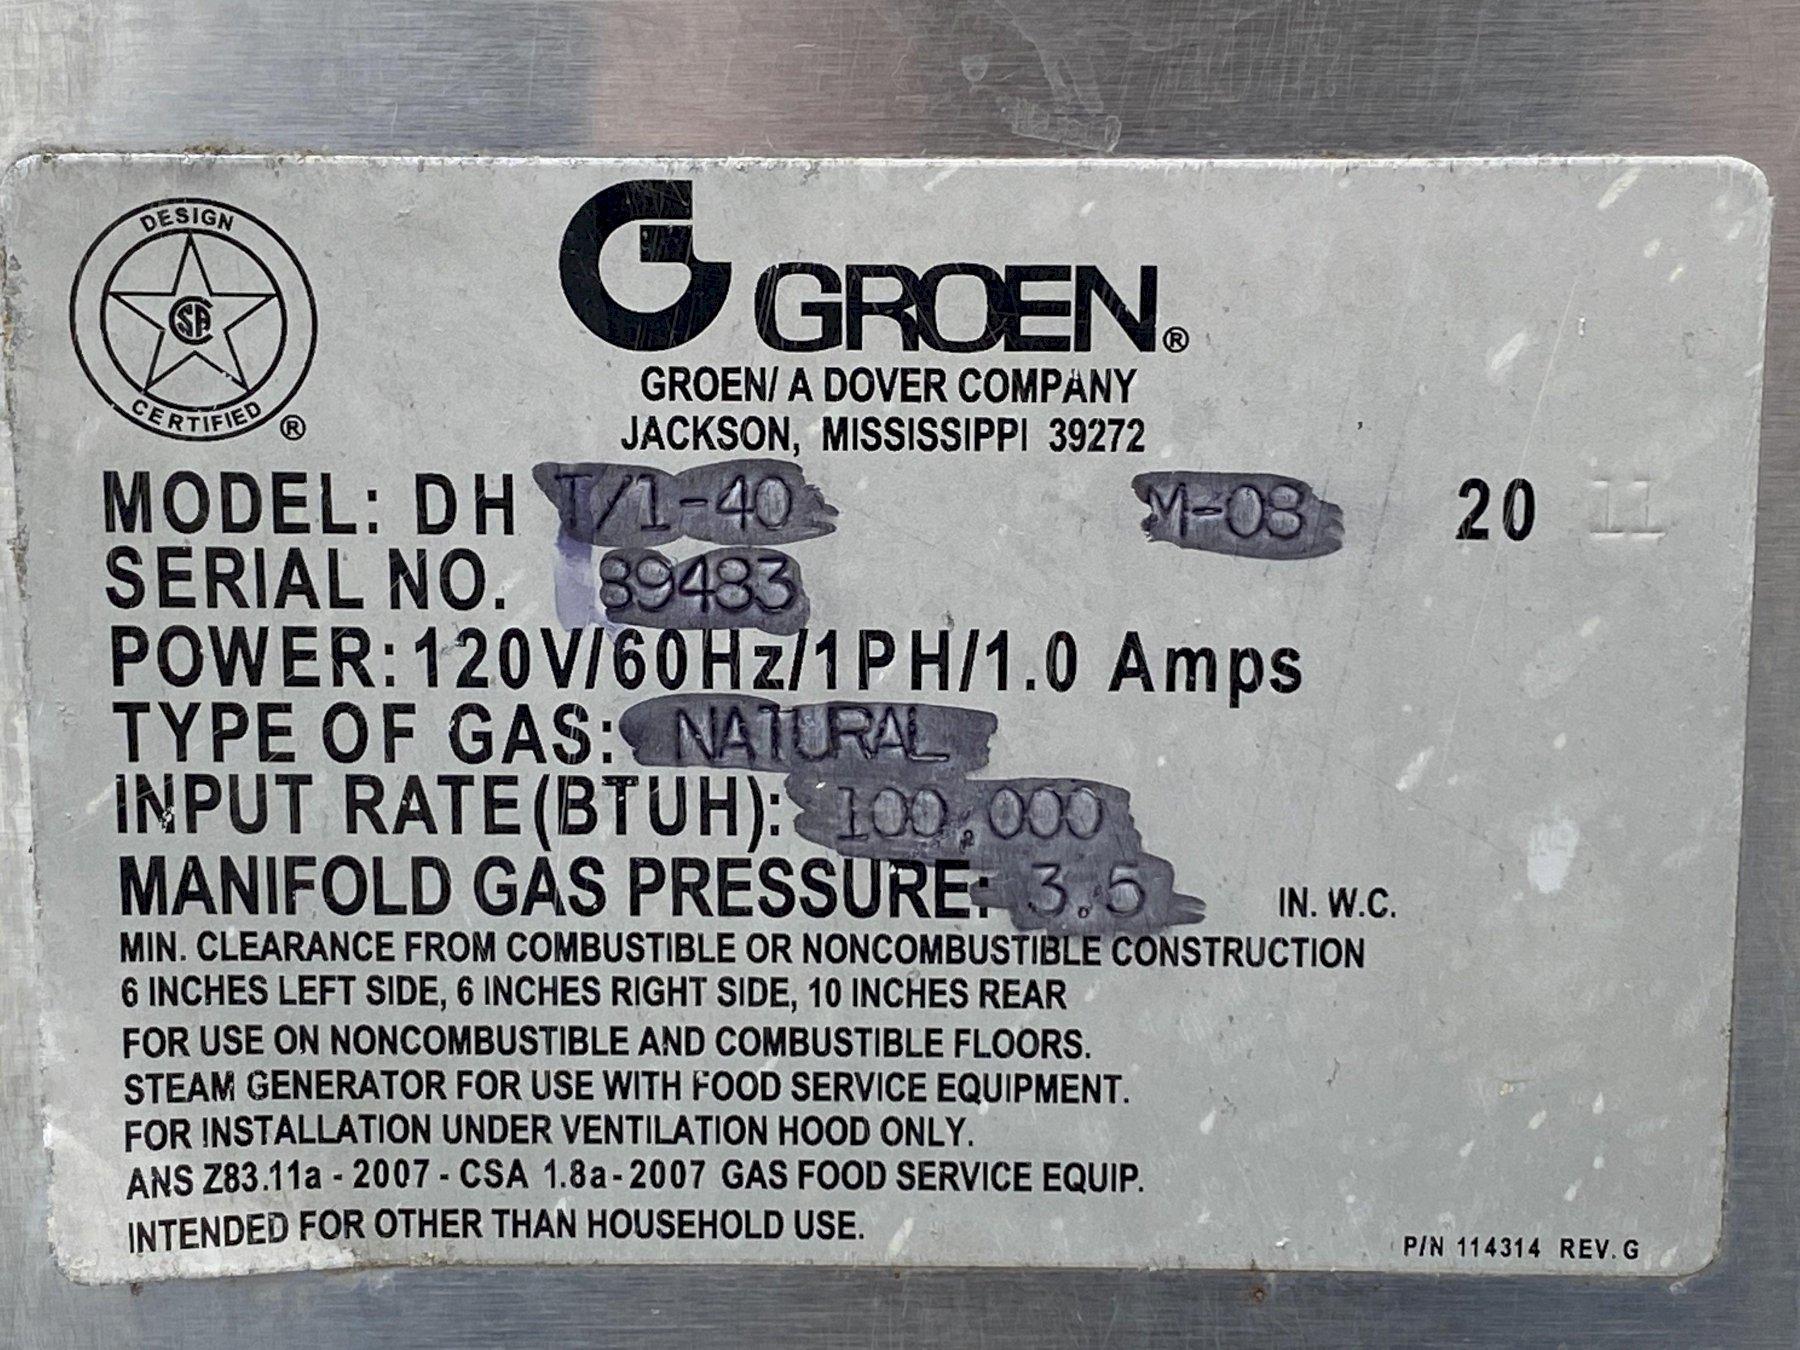 DESIGN
CSA
CERTIFIED ®
G GROEN®
GROEN/ A DOVER COMPANY
JACKSON, MISSISSIPPI 39272
MODEL: DH T/1-40 M-08 20 11
SERIAL NO. 89483
POWER: 120V/60Hz/1PH/1.0 Amps
TYPE OF GAS: NATURAL
INPUT RATE(BTUH): 100,000
MANIFOLD GAS PRESSURE: 3.5 IN. W.C.
MIN. CLEARANCE FROM COMBUSTIBLE OR NONCOMBUSTIBLE CONSTRUCTION
6 INCHES LEFT SIDE, 6 INCHES RIGHT SIDE, 10 INCHES REAR
FOR USE ON NONCOMBUSTIBLE AND COMBUSTIBLE FLOORS.
STEAM GENERATOR FOR USE WITH FOOD SERVICE EQUIPMENT.
FOR INSTALLATION UNDER VENTILATION HOOD ONLY.
ANS Z83.11a - 2007 - CSA 1.8a- 2007 GAS FOOD SERVICE EQUIP.
INTENDED FOR OTHER THAN HOUSEHOLD USE.
P/N 114314 REV. G